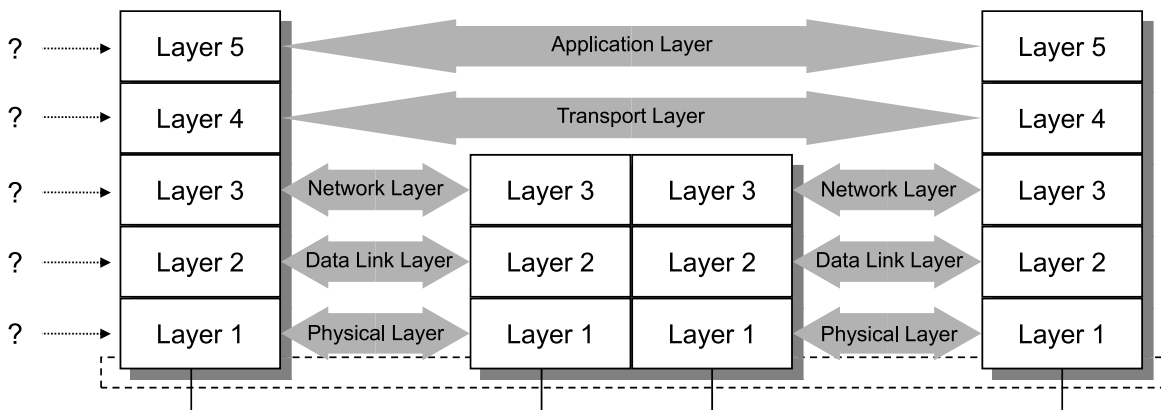 ? Layer 5 Application Layer Layer 5
? Layer 4 Transport Layer Layer 4
? Layer 3 Network Layer Layer 3 Layer 3 Network Layer Layer 3
? Layer 2 Data Link Layer Layer 2 Layer 2 Data Link Layer Layer 2
? Layer 1 Physical Layer Layer 1 Layer 1 Physical Layer Layer 1